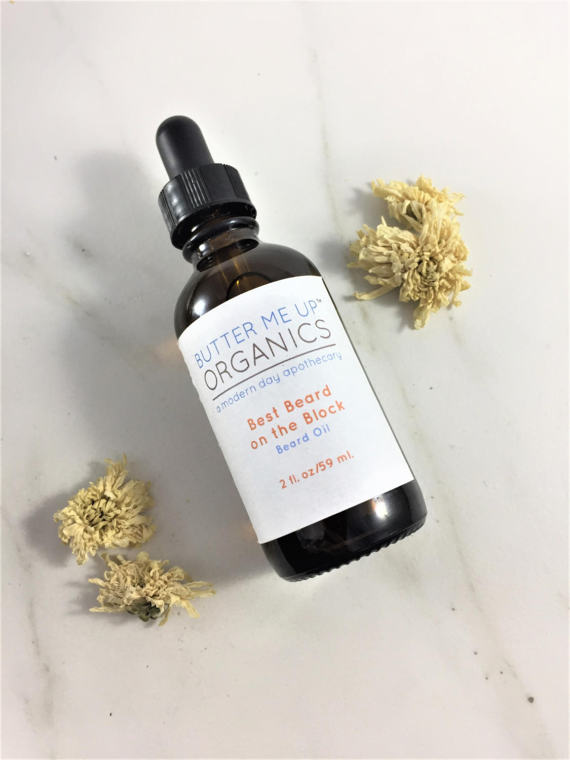 BUTTER ME UP™
ORGANICS
a modern day apothecary
Best Beard
on the Block
Beard Oil
2 fl. oz/59 ml.